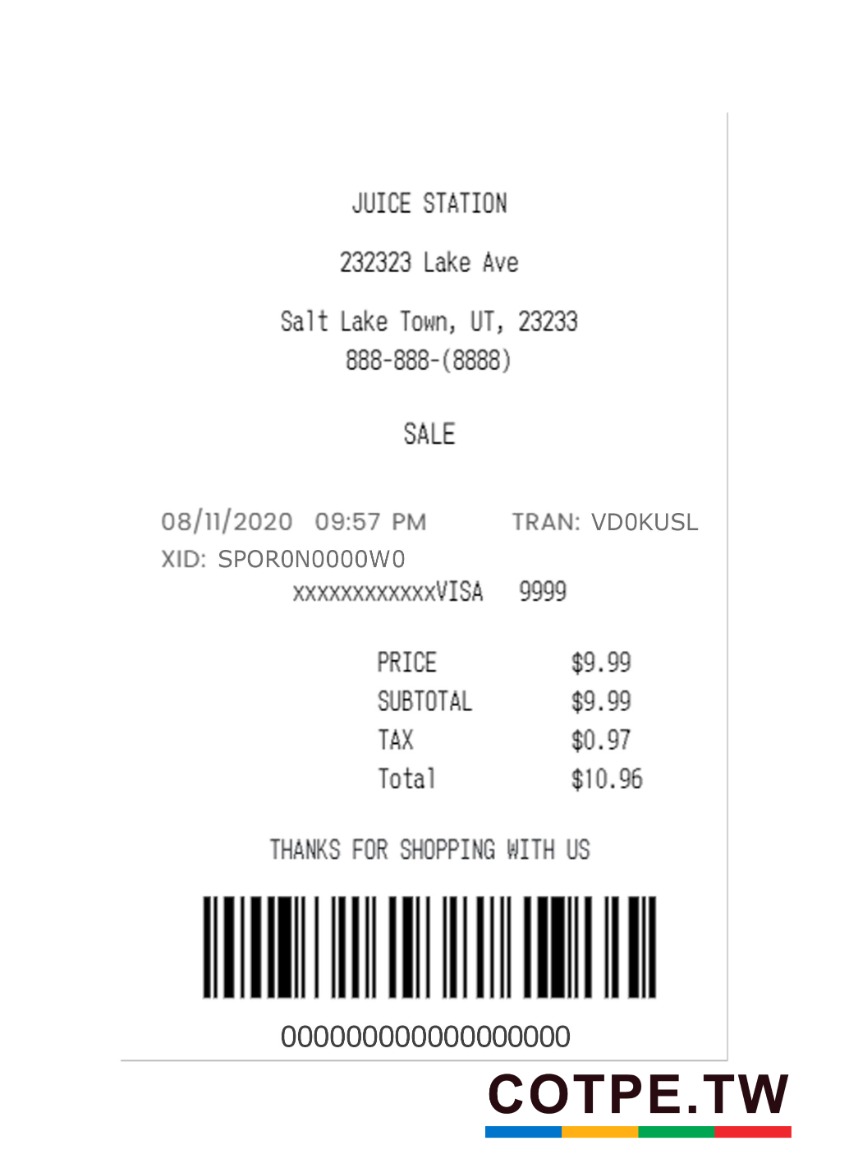 JUICE STATION
232323 Lake Ave
Salt Lake Town, UT, 23233
888-888-(8888)
SALE
08/11/2020 09:57 PM TRAN: VD0KUSL
XID: SPOR0N0000W0
xxxxxxxxxxxxVISA 9999
PRICE $9.99
SUBTOTAL $9.99
TAX $0.97
Total $10.96
THANKS FOR SHOPPING WITH US
0000000000000000000
COTPE.TW